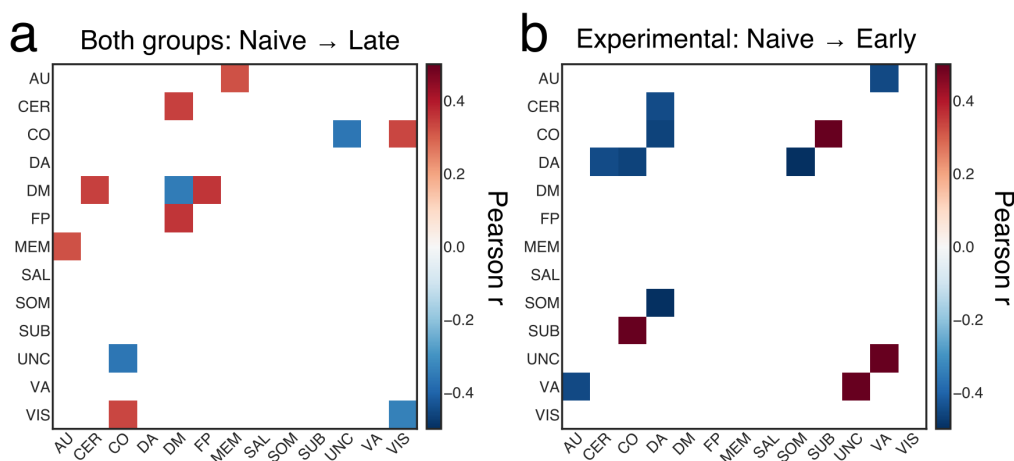 a
Both groups: Naive → Late
AU
CER
CO
DA
DM
FP
MEM
SAL
SOM
SUB
UNC
VA
VIS
AU CER CO DA DM FP MEM SAL SOM SUB UNC VA VIS
0.4
0.2
0.0
−0.2
−0.4
Pearson r
b
Experimental: Naive → Early
AU
CER
CO
DA
DM
FP
MEM
SAL
SOM
SUB
UNC
VA
VIS
AU CER CO DA DM FP MEM SAL SOM SUB UNC VA VIS
0.4
0.2
0.0
−0.2
−0.4
Pearson r